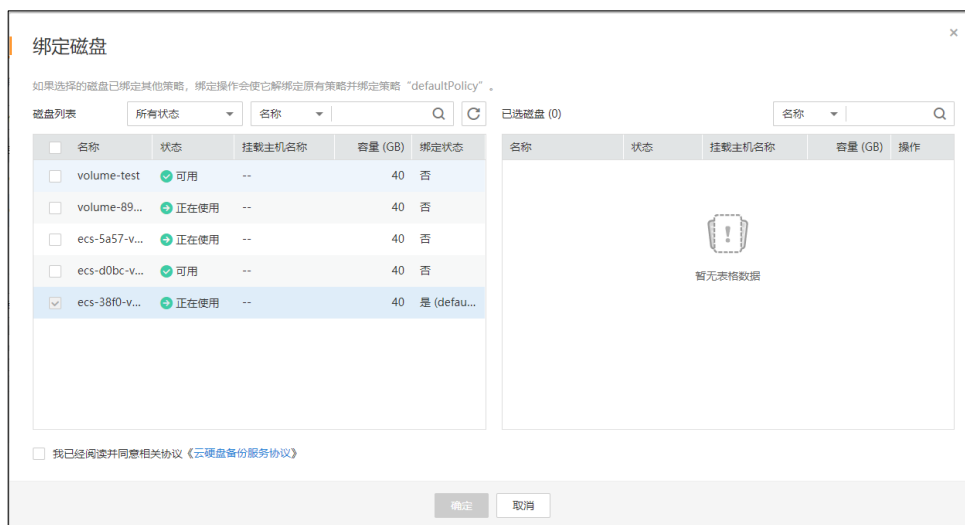 绑定磁盘
如果选择的磁盘已绑定其他策略，绑定操作会使它解绑原有策略并绑定策略“defaultPolicy”。
磁盘列表 所有状态 名称 已选磁盘 (0) 名称
名称 状态 挂载主机名称 容量 (GB) 绑定状态 名称 状态 挂载主机名称 容量 (GB) 操作
volume-test 可用 -- 40 否
volume-89... 正在使用 -- 40 否
ecs-5a57-v... 正在使用 -- 40 否
ecs-d0bc-v... 可用 -- 40 否
暂无表格数据
ecs-38f0-v... 正在使用 -- 40 是 (defau...
我已经阅读并同意相关协议《云硬盘备份服务协议》
确定 取消